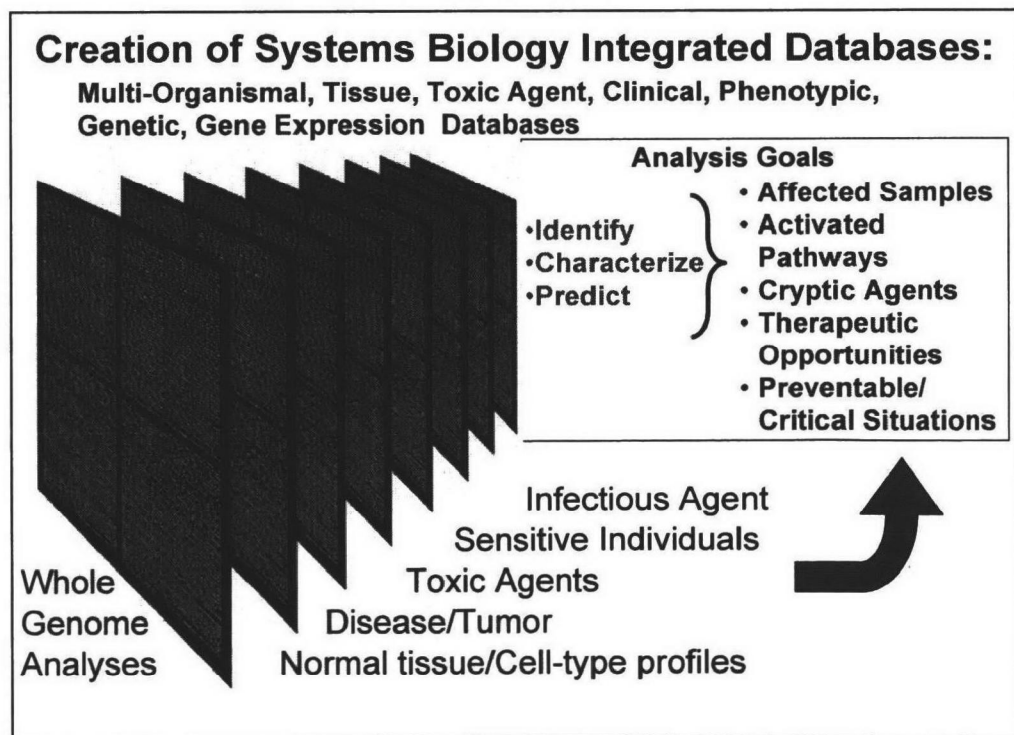 Creation of Systems Biology Integrated Databases:
Multi-Organismal, Tissue, Toxic Agent, Clinical, Phenotypic,
Genetic, Gene Expression Databases
Analysis Goals
•Identify
•Characterize
•Predict
• Affected Samples
• Activated
Pathways
• Cryptic Agents
• Therapeutic
Opportunities
• Preventable/
Critical Situations
Infectious Agent
Sensitive Individuals
Toxic Agents
Disease/Tumor
Normal tissue/Cell-type profiles
Whole
Genome
Analyses